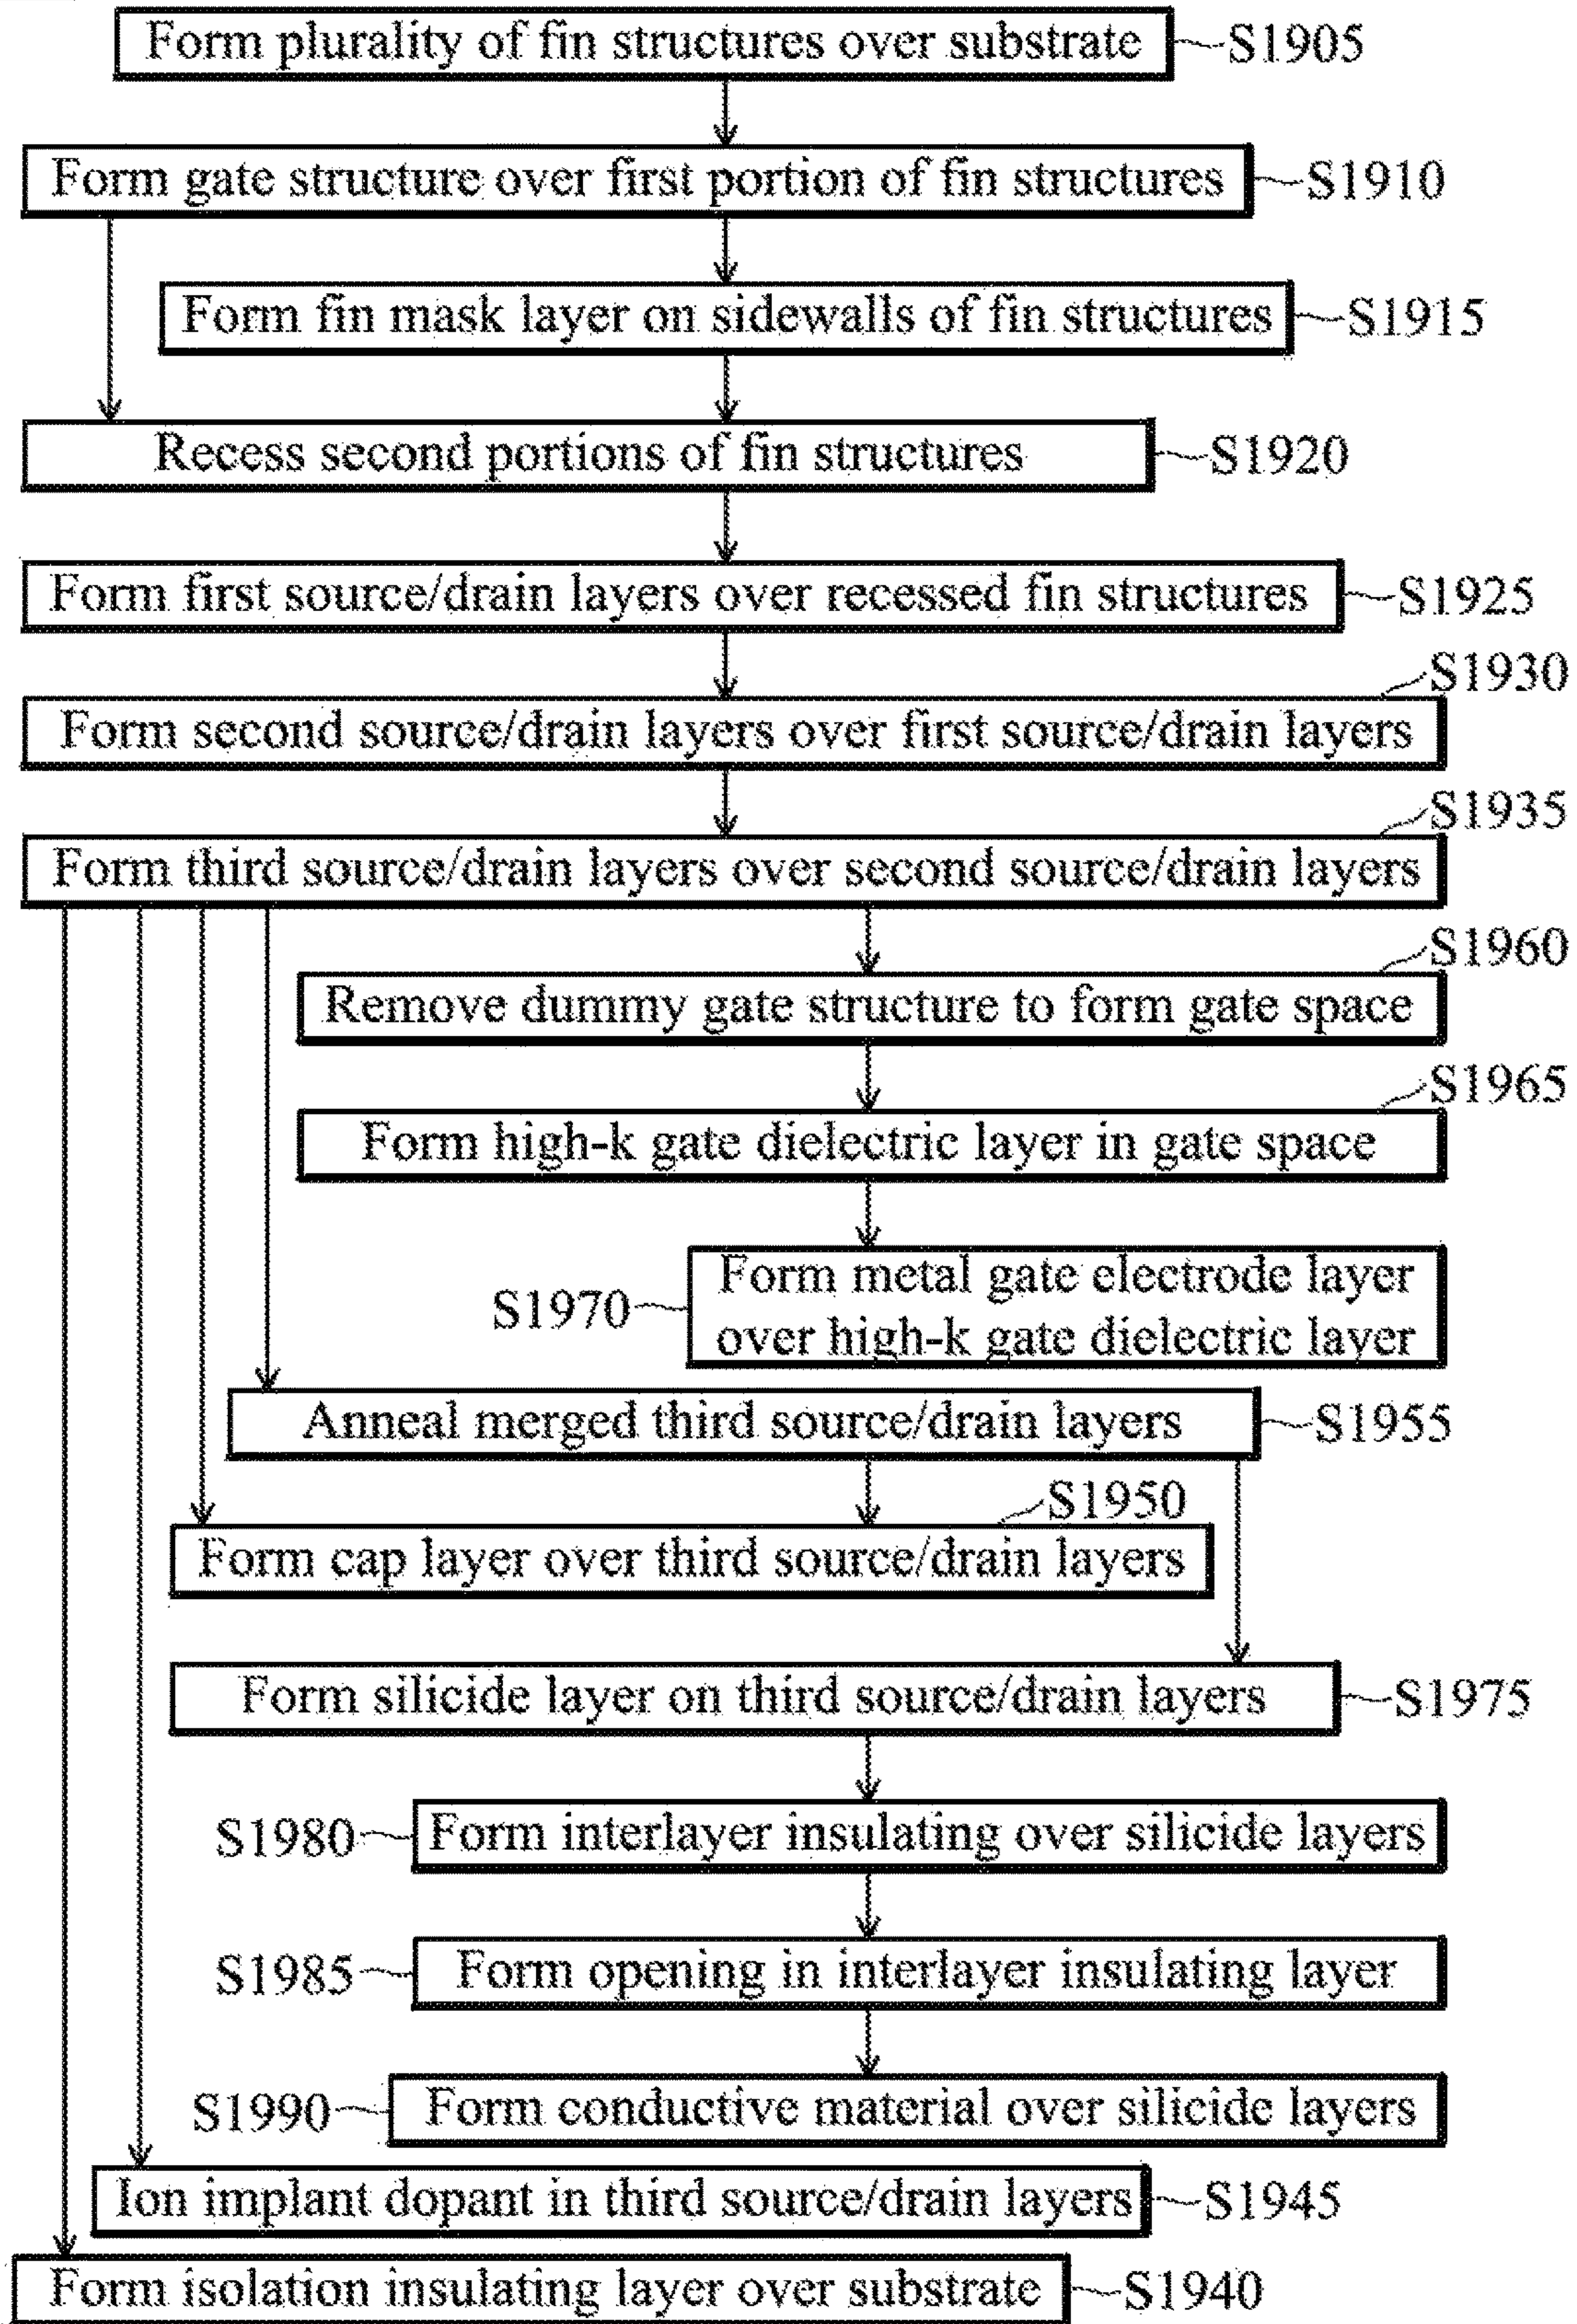 Form plurality of fin structures over substrate S1905
Form gate structure over first portion of fin structures S1910
Form fin mask layer on sidewalls of fin structures S1915
Recess second portions of fin structures S1920
Form first source/drain layers over recessed fin structures S1925
S1930
Form second source/drain layers over first source/drain layers
S1935
Form third source/drain layers over second source/drain layers
S1960
Remove dummy gate structure to form gate space
S1965
Form high-k gate dielectric layer in gate space
S1970
Form metal gate electrode layer
over high-k gate dielectric layer
Anneal merged third source/drain layers S1955
S1950
Form cap layer over third source/drain layers
Form silicide layer on third source/drain layers S1975
S1980 Form interlayer insulating over silicide layers
S1985 Form opening in interlayer insulating layer
S1990 Form conductive material over silicide layers
Ion implant dopant in third source/drain layers S1945
Form isolation insulating layer over substrate S1940